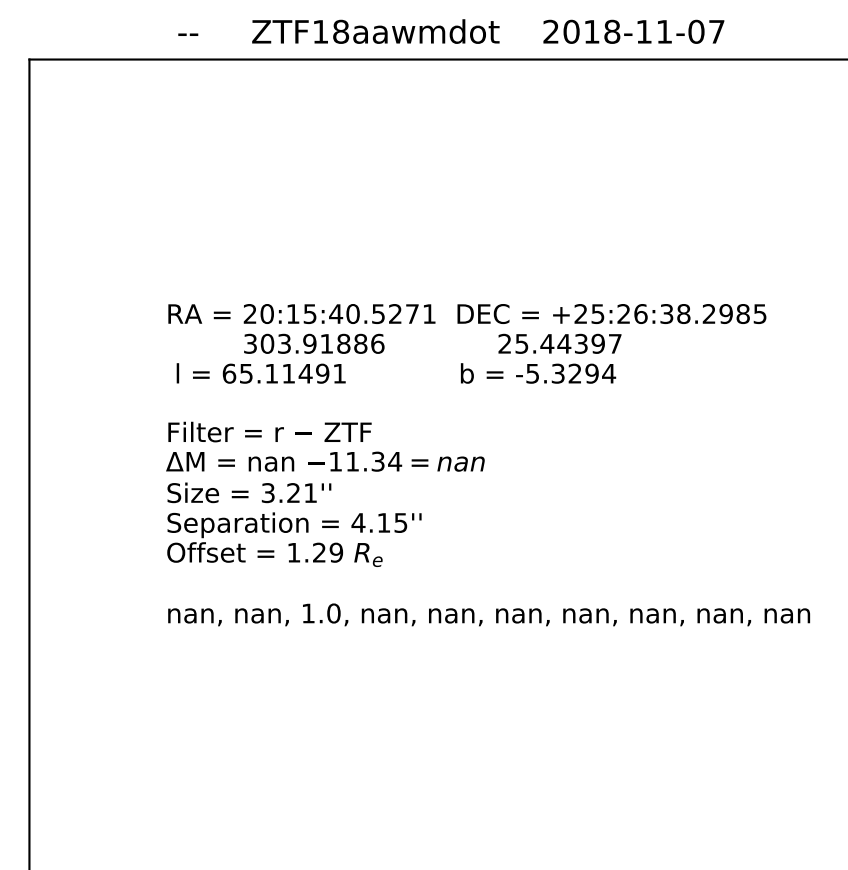 -- ZTF18aawmdot 2018-11-07
RA = 20:15:40.5271 DEC = +25:26:38.2985
303.91886 25.44397
l = 65.11491 b = -5.3294
Filter = r − ZTF
ΔM = nan −11.34 = nan
Size = 3.21''
Separation = 4.15''
Offset = 1.29 Re
nan, nan, 1.0, nan, nan, nan, nan, nan, nan, nan